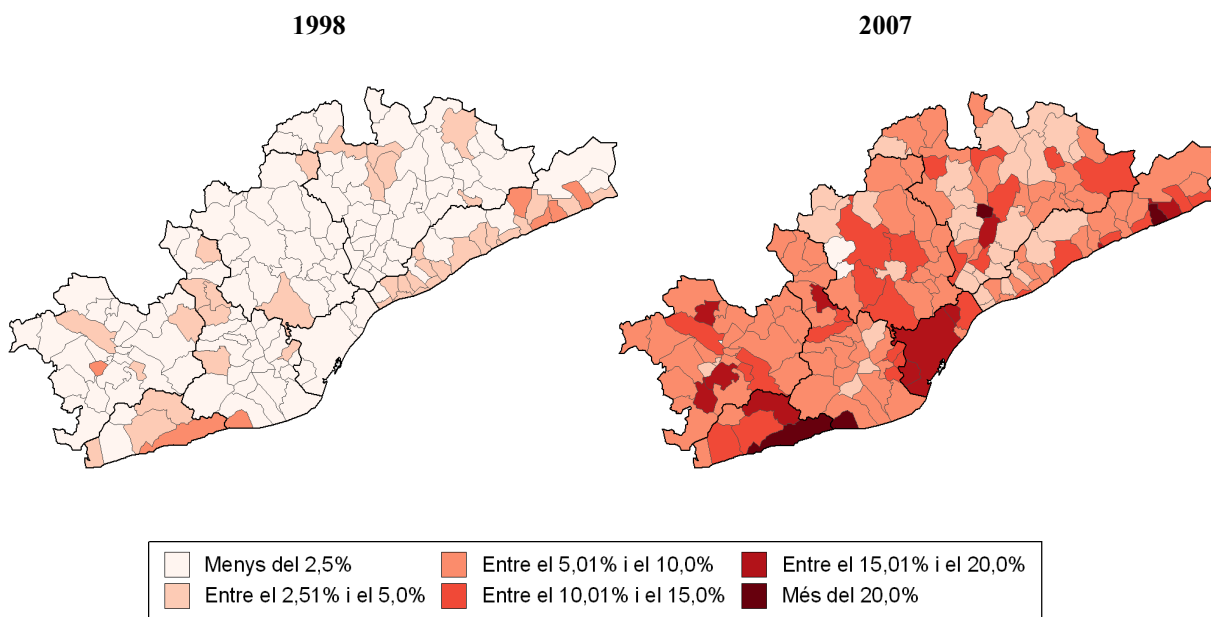 1998 2007
Menys del 2,5% Entre el 5,01% i el 10,0% Entre el 15,01% i el 20,0%
Entre el 2,51% i el 5,0% Entre el 10,01% i el 15,0% Més del 20,0%